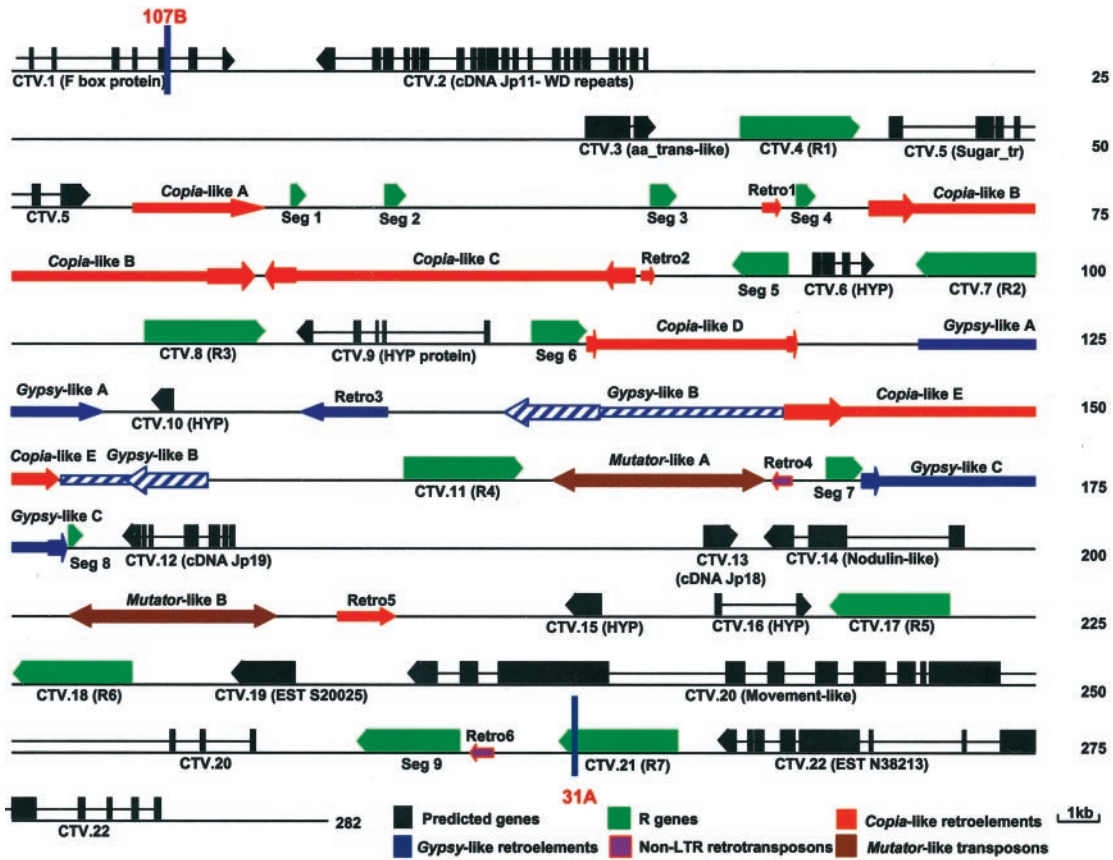 107B
CTV.1 (F box protein)
CTV.2 (cDNA Jp11- WD repeats)
25
CTV.3 (aa_trans-like)
CTV.4 (R1)
CTV.5 (Sugar_tr)
50
CTV.5
Copia-like A
Seg 1
Seg 2
Seg 3
Retro1
Seg 4
Copia-like B
75
Copia-like B
Copia-like C
Retro2
Seg 5
CTV.6 (HYP)
CTV.7 (R2)
100
CTV.8 (R3)
CTV.9 (HYP protein)
Seg 6
Copia-like D
Gypsy-like A
125
Gypsy-like A
CTV.10 (HYP)
Retro3
Gypsy-like B
Copia-like E
150
Copia-like E
Gypsy-like B
CTV.11 (R4)
Mutator-like A
Retro4
Seg 7
Gypsy-like C
175
Gypsy-like C
Seg 8
CTV.12 (cDNA Jp19)
CTV.13
(cDNA Jp18)
CTV.14 (Nodulin-like)
200
Mutator-like B
Retro5
CTV.15 (HYP)
CTV.16 (HYP)
CTV.17 (R5)
225
CTV.18 (R6)
CTV.19 (EST S20025)
CTV.20 (Movement-like)
250
CTV.20
Seg 9
Retro6
CTV.21 (R7)
CTV.22 (EST N38213)
275
31A
CTV.22
282
Predicted genes
R genes
Copia-like retroelements
1kb
Gypsy-like retroelements
Non-LTR retrotransposons
Mutator-like transposons